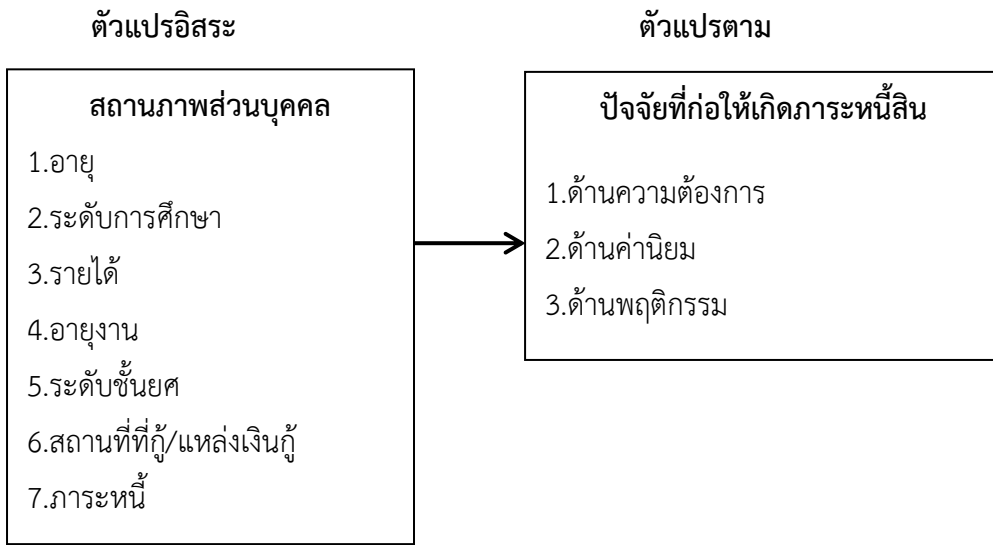 ตัวแปรอิสระ
ตัวแปรตาม
สถานภาพส่วนบุคคล
1.อายุ
2.ระดับการศึกษา
3.รายได้
4.อายุงาน
5.ระดับชั้นยศ
6.สถานที่ที่กู้/แหล่งเงินกู้
7.ภาระหนี้
ปัจจัยที่ก่อให้เกิดภาระหนี้สิน
1.ด้านความต้องการ
2.ด้านค่านิยม
3.ด้านพฤติกรรม